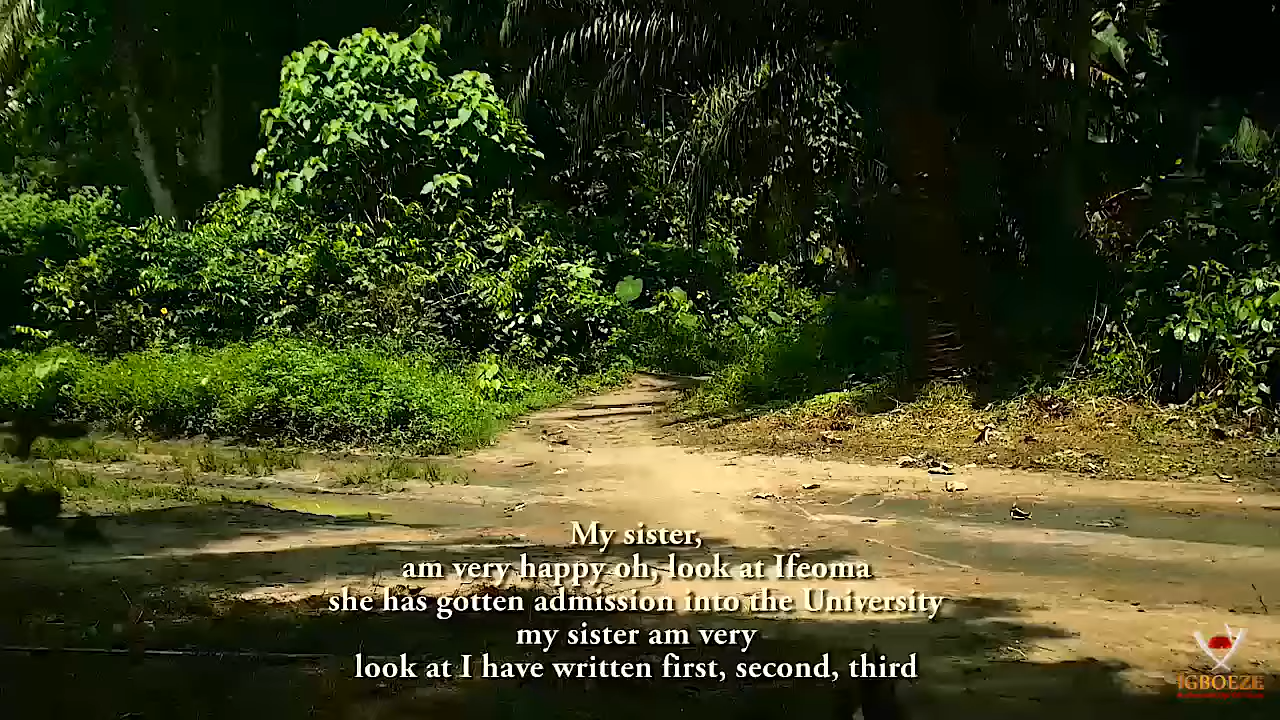 My sister,
am very happy oh, look at Ifeoma
she has gotten admission into the University
my sister am very
look at I have written first, second, third
IGBOEZE